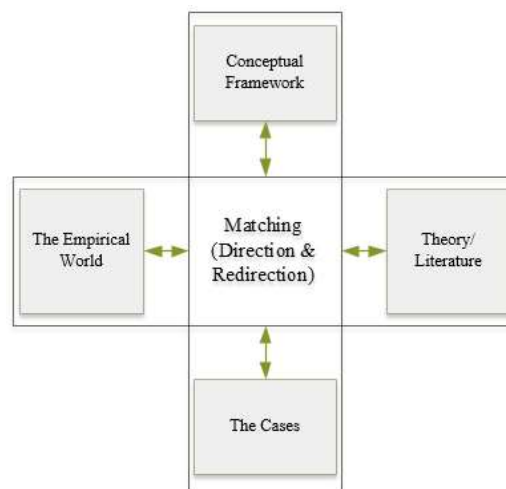 Conceptual
Framework
The Empirical
World
Matching
(Direction &
Redirection)
Theory/
Literature
The Cases